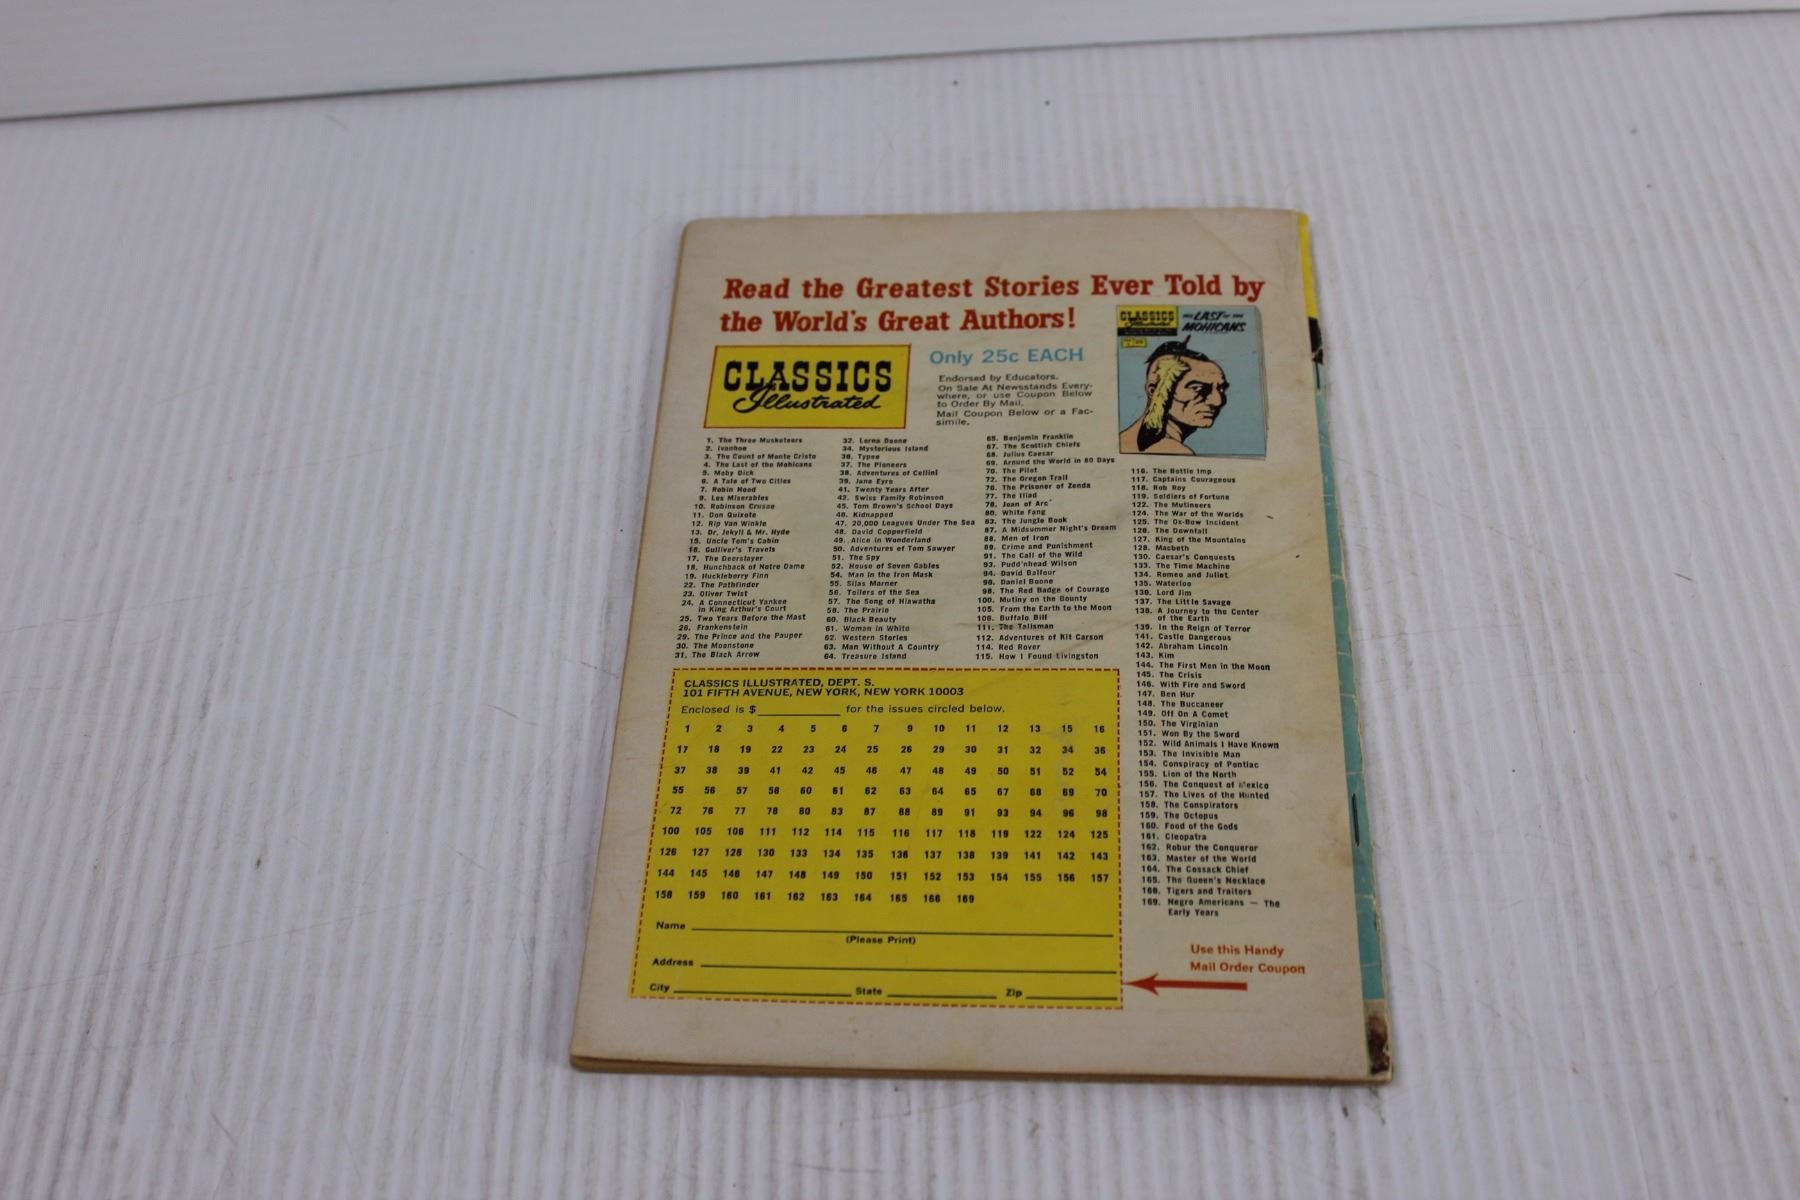 Read the Greatest Stories Ever Told by
the World's Great Authors!
CLASSICS
Illustrated
Only 25c EACH
Endorsed by Educators.
On Sale At Newsstands Every-
where, or use Coupon Below
to Order By Mail.
Mail Coupon Below or a Fac-
simile.
CLASSICS
Illustrated
THE LAST OF THE
MOHICANS
1. The Three Musketeers
2. Ivanhoe
3. The Count of Monte Cristo
4. The Last of the Mohicans
5. Moby Dick
6. A Tale of Two Cities
7. Robin Hood
9. Les Miserables
10. Robinson Crusoe
11. Don Quixote
12. Rip Van Winkle
13. Dr. Jekyll & Mr. Hyde
15. Uncle Tom's Cabin
16. Gulliver's Travels
17. The Deerslayer
18. Hunchback of Notre Dame
19. Huckleberry Finn
22. The Pathfinder
23. Oliver Twist
24. A Connecticut Yankee
in King Arthur's Court
25. Two Years Before the Mast
26. Frankenstein
29. The Prince and the Pauper
30. The Moonstone
31. The Black Arrow
32. Lorna Doone
34. Mysterious Island
36. Typee
37. The Pioneers
38. Adventures of Cellini
39. Jane Eyre
41. Twenty Years After
42. Swiss Family Robinson
45. Tom Brown's School Days
46. Kidnapped
47. 20,000 Leagues Under The Sea
48. David Copperfield
49. Alice in Wonderland
50. Adventures of Tom Sawyer
51. The Spy
52. House of Seven Gables
54. Man in the Iron Mask
55. Silas Marner
56. Toilers of the Sea
57. The Song of Hiawatha
58. The Prairie
60. Black Beauty
61. Woman in White
62. Western Stories
63. Man Without A Country
64. Treasure Island
65. Benjamin Franklin
67. The Scottish Chiefs
68. Julius Caesar
69. Around the World in 80 Days
70. The Pilot
72. The Oregon Trail
76. The Prisoner of Zenda
77. The Iliad
78. Joan of Arc
80. White Fang
83. The Jungle Book
87. A Midsummer Night's Dream
88. Men of Iron
89. Crime and Punishment
91. The Call of the Wild
93. Pudd'nhead Wilson
94. David Balfour
96. Daniel Boone
98. The Red Badge of Courage
100. Mutiny on the Bounty
105. From the Earth to the Moon
106. Buffalo Bill
111. The Talisman
112. Adventures of Kit Carson
114. Red Rover
115. How I Found Livingston
116. The Bottle Imp
117. Captains Courageous
118. Rob Roy
119. Soldiers of Fortune
122. The Mutineers
124. The War of the Worlds
125. The Ox-Bow Incident
126. The Downfall
127. King of the Mountains
128. Macbeth
130. Caesar's Conquests
133. The Time Machine
134. Romeo and Juliet
135. Waterloo
136. Lord Jim
137. The Little Savage
138. A Journey to the Center
of the Earth
139. In the Reign of Terror
141. Castle Dangerous
142. Abraham Lincoln
143. Kim
144. The First Men in the Moon
145. The Crisis
146. With Fire and Sword
147. Ben Hur
148. The Buccaneer
149. Off On A Comet
150. The Virginian
151. Won By the Sword
152. Wild Animals I Have Known
153. The Invisible Man
154. Conspiracy of Pontiac
155. Lion of the North
156. The Conquest of Mexico
157. The Lives of the Hunted
158. The Conspirators
159. The Octopus
160. Food of the Gods
161. Cleopatra
162. Robur the Conqueror
163. Master of the World
164. The Cossack Chief
165. The Queen's Necklace
166. Tigers and Traitors
169. Negro Americans — The
Early Years
CLASSICS ILLUSTRATED, DEPT. S.
101 FIFTH AVENUE, NEW YORK, NEW YORK 10003
Enclosed is $ for the issues circled below.
1 2 3 4 5 6 7 9 10 11 12 13 15 16
17 18 19 22 23 24 25 26 29 30 31 32 34 36
37 38 39 41 42 45 46 47 48 49 50 51 52 54
55 56 57 58 60 61 62 63 64 65 67 68 69 70
72 76 77 78 80 83 87 88 89 91 93 94 96 98
100 105 106 111 112 114 115 116 117 118 119 122 124 125
126 127 128 130 133 134 135 136 137 138 139 141 142 143
144 145 146 147 148 149 150 151 152 153 154 155 156 157
158 159 160 161 162 163 164 165 166 169
Name
(Please Print)
Address
City State Zip
Use this Handy
Mail Order Coupon